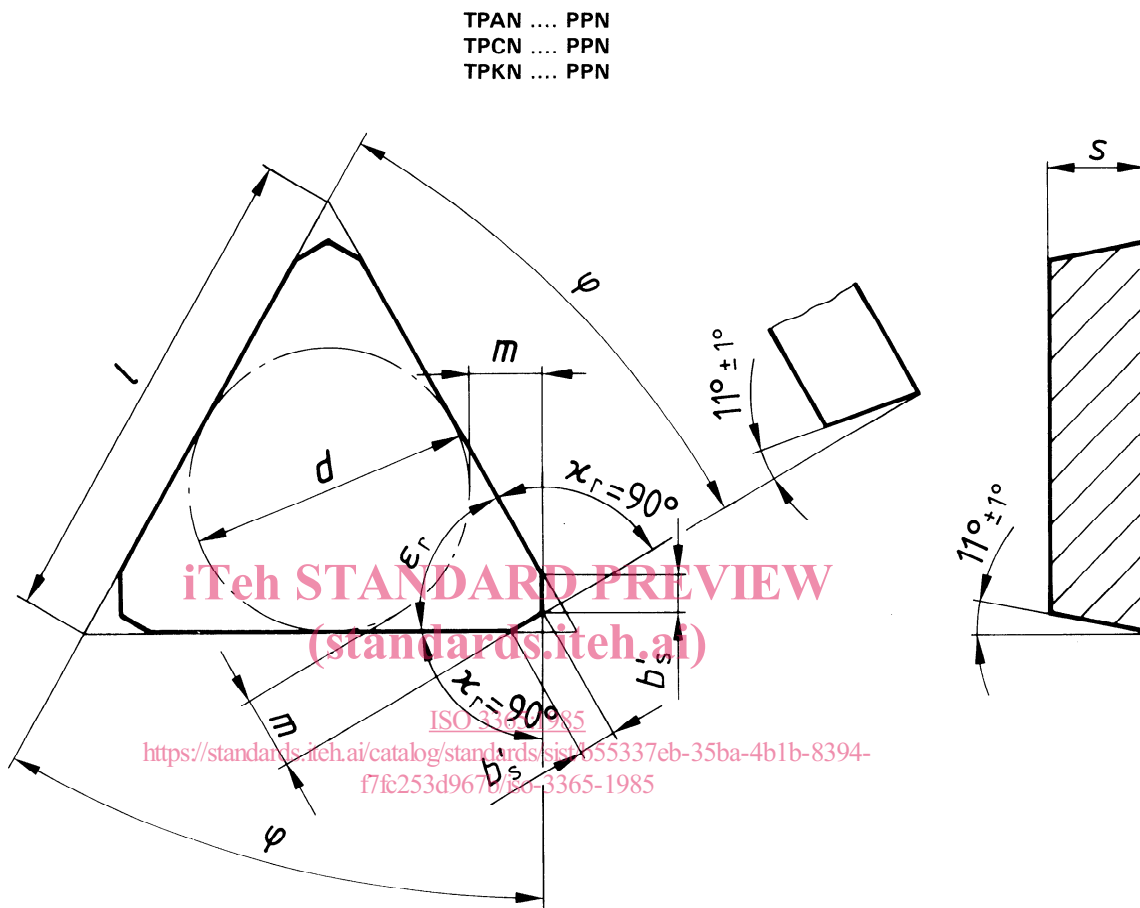 TPAN .... PPN
TPCN .... PPN
TPKN .... PPN
s
φ
l
m
11° ± 1°
d
ϰr = 90°
εr
11° ± 1°
iTeh STANDARD PREVIEW
(standards.iteh.ai)
b's
ϰr = 90°
m
ISO 3365:1985
https://standards.iteh.ai/catalog/standards/sist/b55337eb-35ba-4b1b-8394-
f7fc253d967b/iso-3365-1985
b's
φ